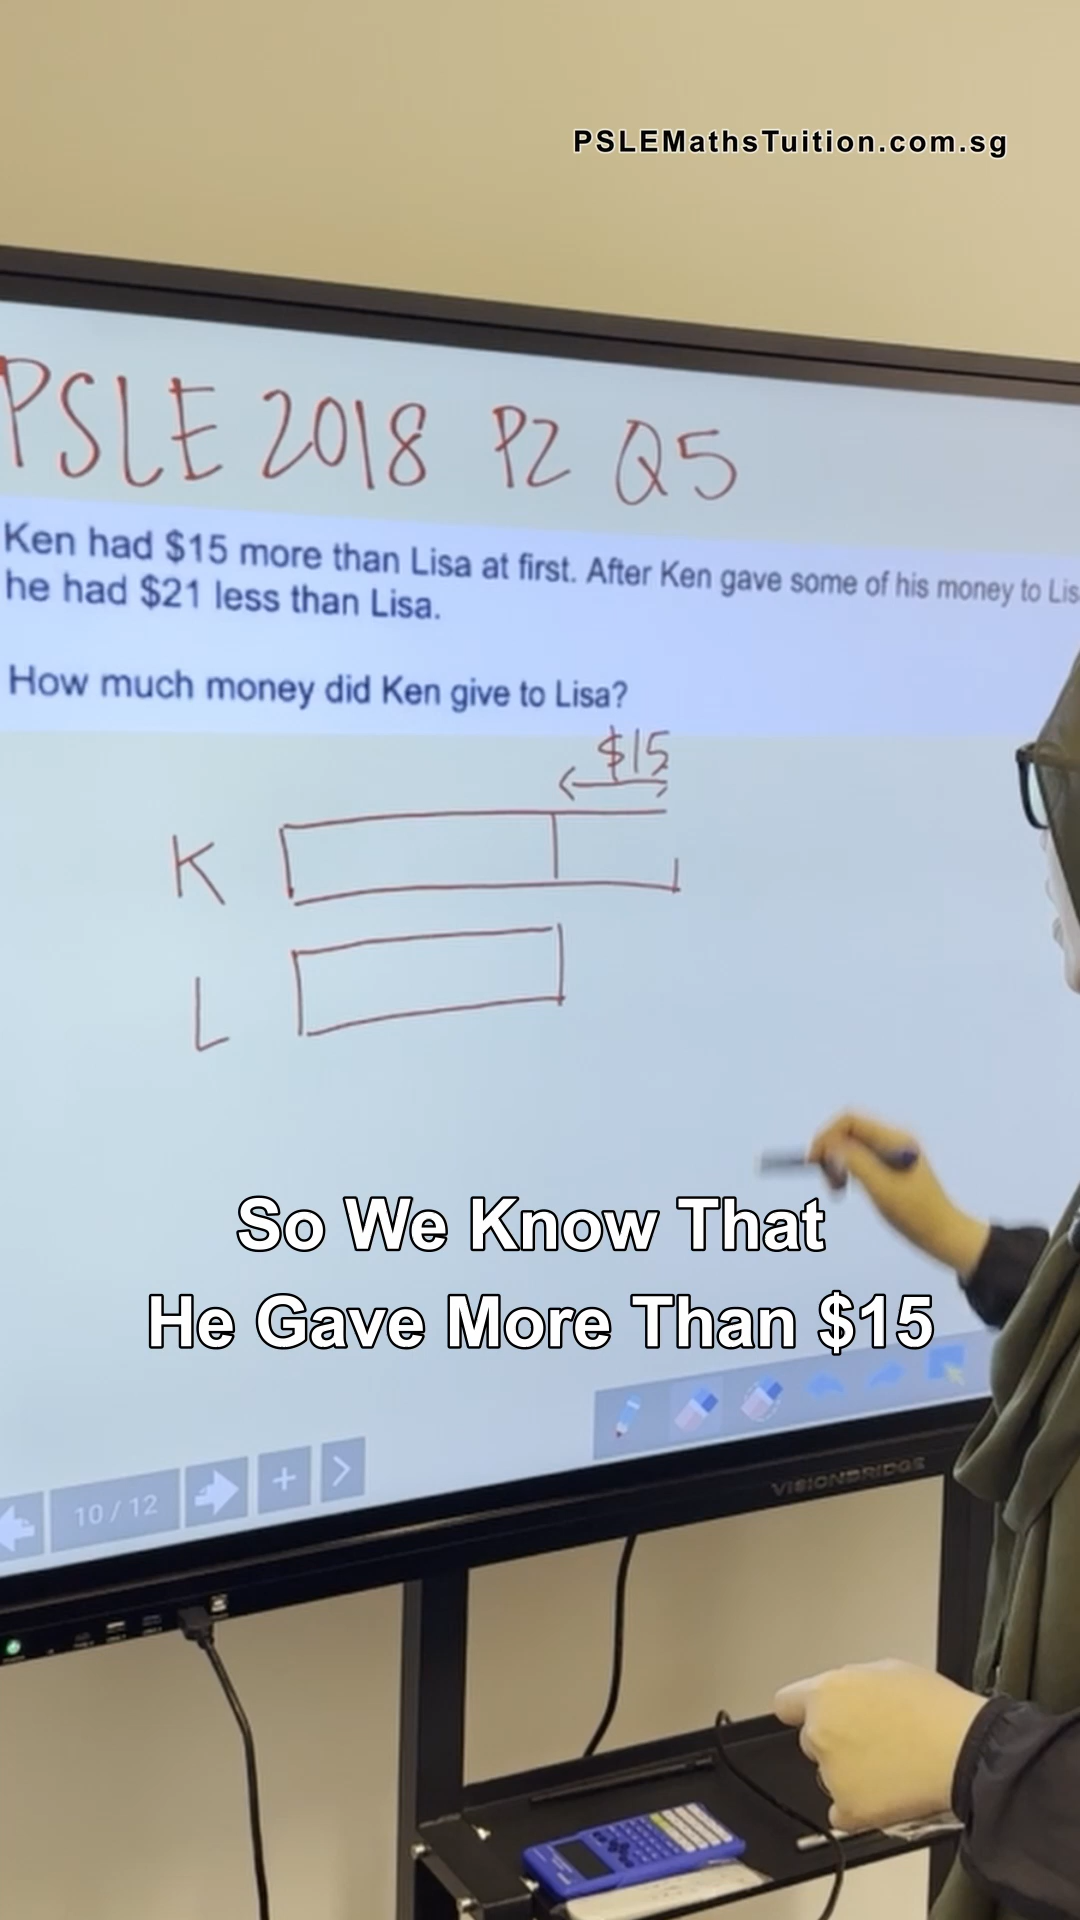 PSLEMathsTuition.com.sg
PSLE 2018 P2 Q5
Ken had $15 more than Lisa at first. After Ken gave some of his money to Lis
he had $21 less than Lisa.
How much money did Ken give to Lisa?
$15
K
L
So We Know That
He Gave More Than $15
10 / 12
VISIONBRIDGE